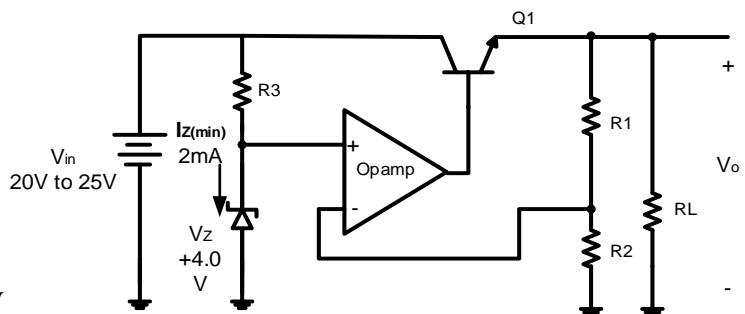 Q1
R3
Iz(min)
2mA
Vin
20V to 25V
+
Opamp
-
Vz
+4.0
V
R1
R2
RL
+
Vo
-